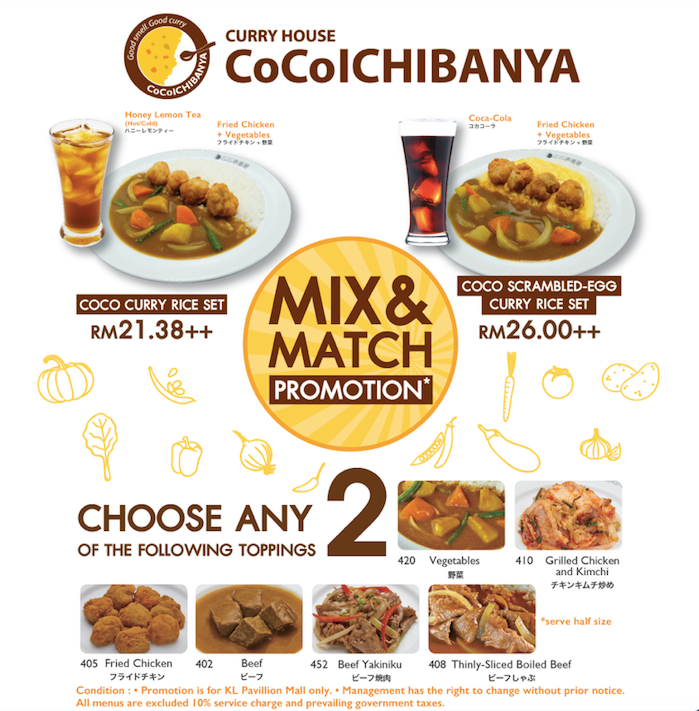 Good smell. Good curry.
CoCoICHIBANYA
CURRY HOUSE
CoCoICHIBANYA
Honey Lemon Tea
(Hot/Cold)
ハニーレモンティー
Fried Chicken
+ Vegetables
フライドチキン + 野菜
Coca-Cola
コカコーラ
Fried Chicken
+ Vegetables
フライドチキン + 野菜
COCO CURRY RICE SET
RM21.38++
COCO SCRAMBLED-EGG
CURRY RICE SET
RM26.00++
MIX&
MATCH
PROMOTION*
CHOOSE ANY 2
OF THE FOLLOWING TOPPINGS
420 Vegetables
野菜
410 Grilled Chicken
and Kimchi
チキンキムチ炒め
405 Fried Chicken
フライドチキン
402 Beef
ビーフ
452 Beef Yakiniku
ビーフ焼肉
408 Thinly-Sliced Boiled Beef
ビーフしゃぶ
*serve half size
Condition : • Promotion is for KL Pavillion Mall only. • Management has the right to change without prior notice.
All menus are excluded 10% service charge and prevailing government taxes.